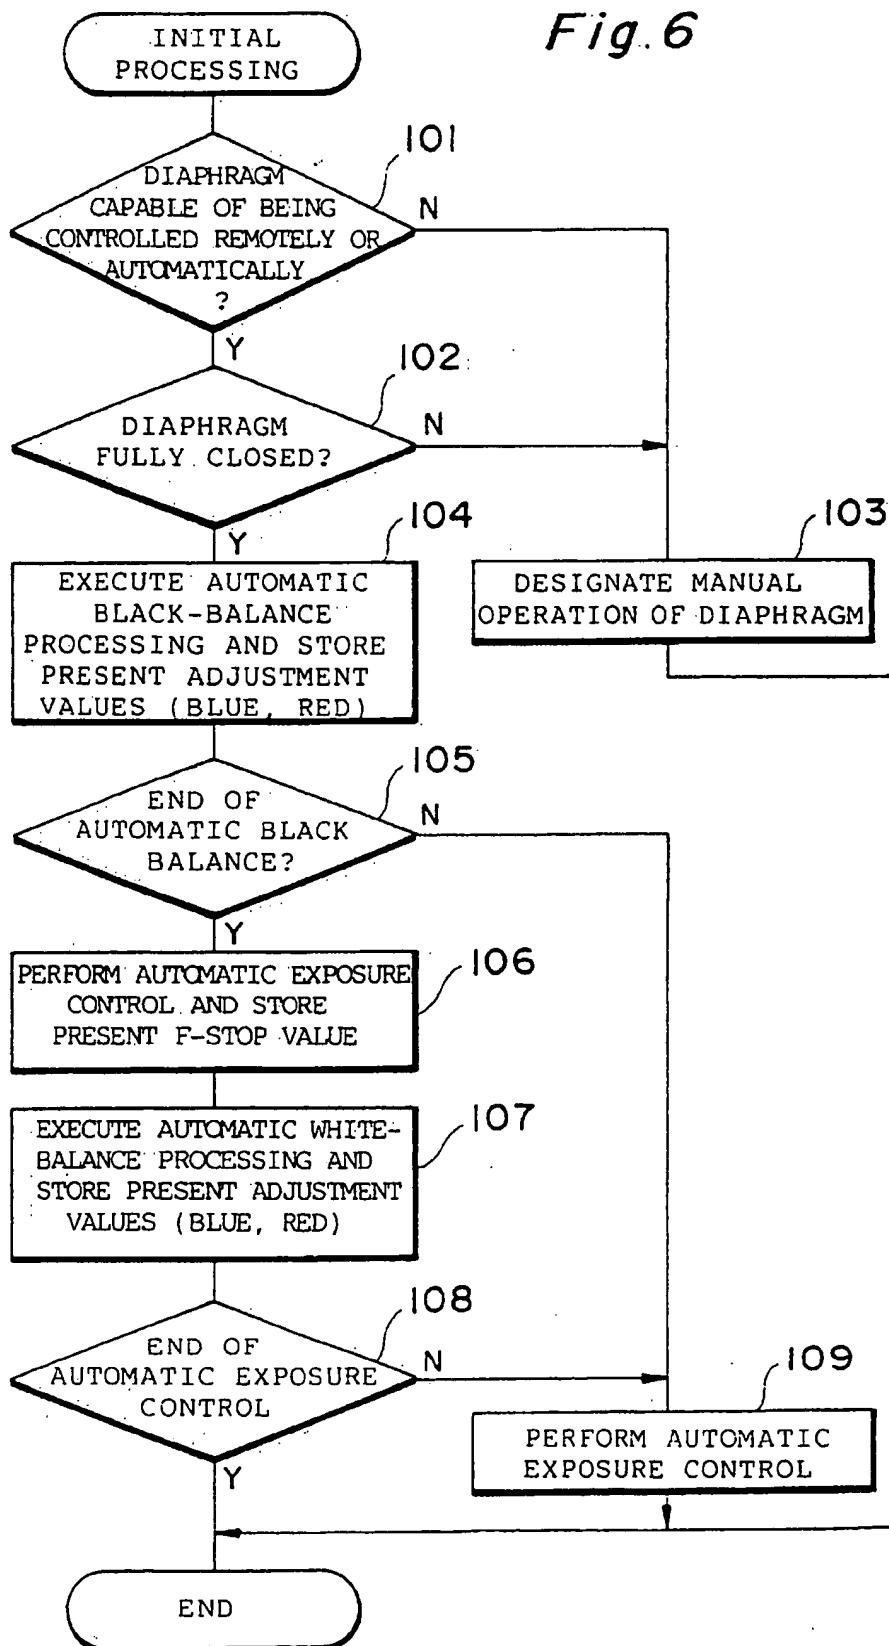 Fig. 6
INITIAL
PROCESSING
101
DIAPHRAGM
CAPABLE OF BEING
CONTROLLED REMOTELY OR
AUTOMATICALLY
?
N
Y
102
DIAPHRAGM
FULLY CLOSED?
N
Y
104
EXECUTE AUTOMATIC
BLACK-BALANCE
PROCESSING AND STORE
PRESENT ADJUSTMENT
VALUES (BLUE, RED)
103
DESIGNATE MANUAL
OPERATION OF DIAPHRAGM
105
END OF
AUTOMATIC BLACK
BALANCE?
N
Y
106
PERFORM AUTOMATIC EXPOSURE
CONTROL AND STORE
PRESENT F-STOP VALUE
107
EXECUTE AUTOMATIC WHITE-
BALANCE PROCESSING AND
STORE PRESENT ADJUSTMENT
VALUES (BLUE, RED)
108
END OF
AUTOMATIC EXPOSURE
CONTROL
N
Y
109
PERFORM AUTOMATIC
EXPOSURE CONTROL
END